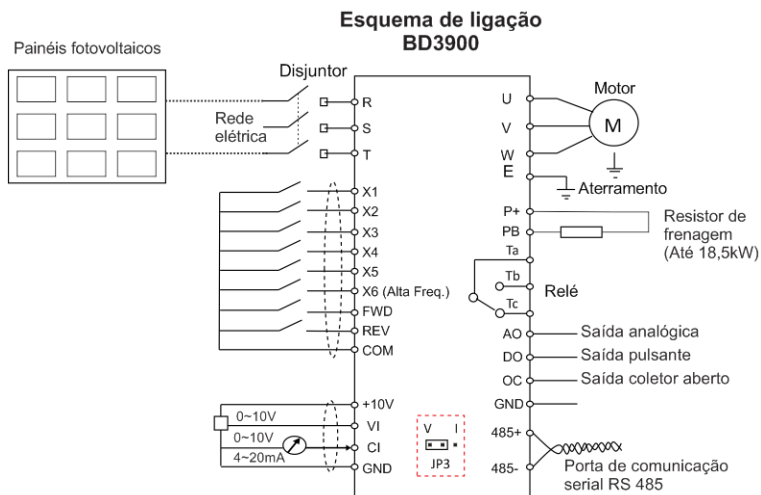 Esquema de ligação
BD3900
Painéis fotovoltaicos
Disjuntor
Rede
elétrica
R
S
T
X1
X2
X3
X4
X5
X6 (Alta Freq.)
FWD
REV
COM
+10V
0~10V
VI
0~10V
CI
4~20mA
GND
V I
JP3
U
V
W
E
Motor
M
Aterramento
P+
PB
Resistor de
frenagem
(Até 18,5kW)
Ta
Tb
Tc
Relé
AO
Saída analógica
DO
Saída pulsante
OC
Saída coletor aberto
GND
485+
485-
Porta de comunicação
serial RS 485